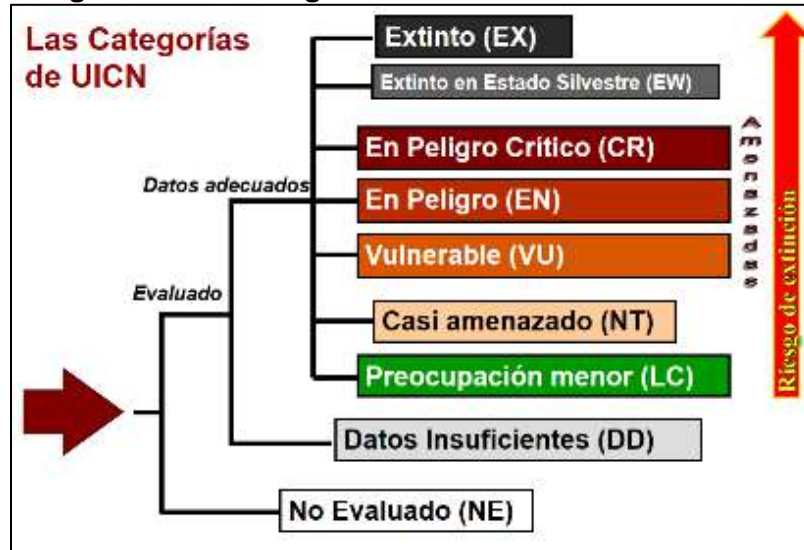 Las Categorías
de UICN
Extinto (EX)
Extinto en Estado Silvestre (EW)
En Peligro Crítico (CR)
Datos adecuados
En Peligro (EN)
Vulnerable (VU)
Evaluado
Casi amenazado (NT)
Preocupación menor (LC)
Datos Insuficientes (DD)
No Evaluado (NE)
Amenazadas
Riesgo de extinción